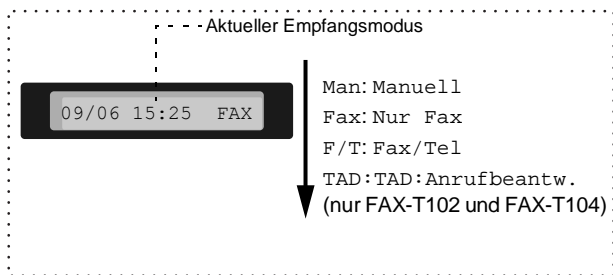 Aktueller Empfangsmodus
09/06 15:25 FAX
Man: Manuell
Fax: Nur Fax
F/T: Fax/Tel
TAD:TAD:Anrufbeantw.
(nur FAX-T102 und FAX-T104)